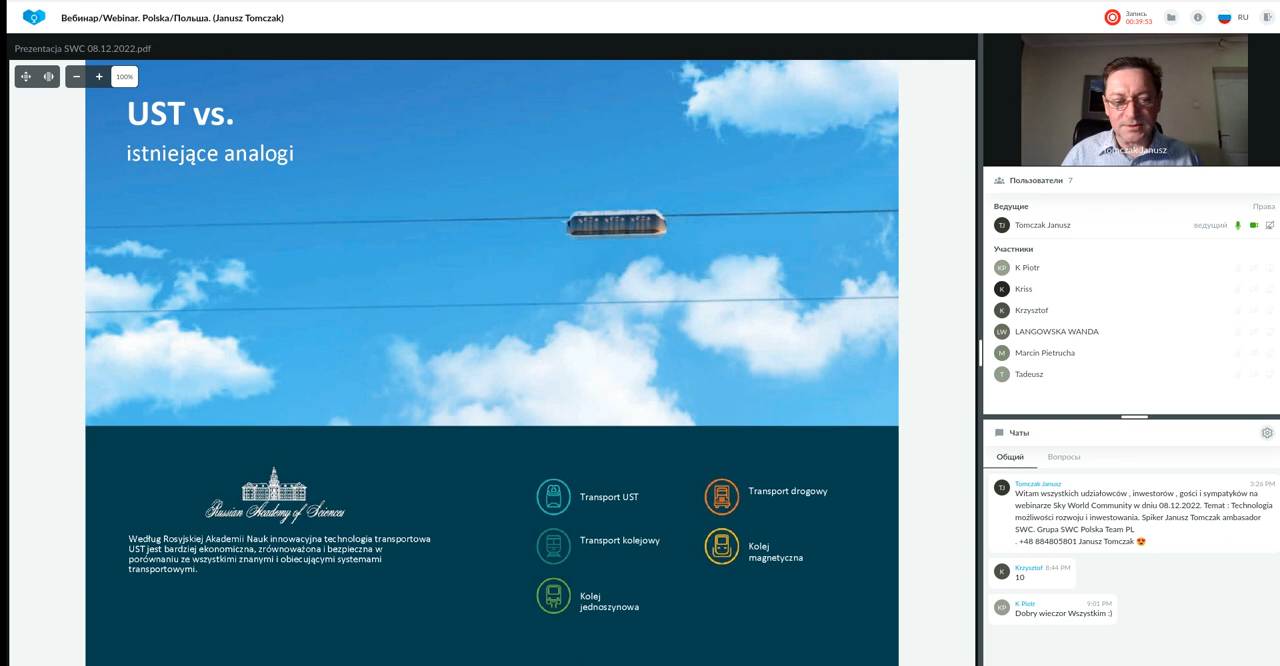 Вебинар/Webinar. Polska/Польша. (Janusz Tomczak)
Запись
00:39:53
RU
Prezentacja SWC 08.12.2022.pdf
100%
UST vs.
istniejące analogi
Russian Academy of Sciences
Według Rosyjskiej Akademii Nauk innowacyjna technologia transportowa
UST jest bardziej ekonomiczna, zrównoważona i bezpieczna w
porównaniu ze wszystkimi znanymi i obiecującymi systemami
transportowymi.
Transport UST
Transport drogowy
Transport kolejowy
Kolej
magnetyczna
Kolej
jednoszynowa
Tomczak Janusz
Пользователи 7
Ведущие Права
TJ Tomczak Janusz ведущий
Участники
KP K Piotr
K Kriss
K Krzysztof
LW LANGOWSKA WANDA
M Marcin Pietrucha
T Tadeusz
Чаты
Общий Вопросы
TJ Tomczak Janusz 3:26 PM
Witam wszystkich udziałowców , inwestorów , gości i sympatyków na
webinarze Sky World Community w dniu 08.12.2022. Temat : Technologia
możliwości rozwoju i inwestowania. Spiker Janusz Tomczak ambasador
SWC. Grupa SWC Polska Team PL
. +48 884805801 Janusz Tomczak 😍
K Krzysztof 8:44 PM
10
KP K Piotr 9:01 PM
Dobry wieczor Wszystkim :)